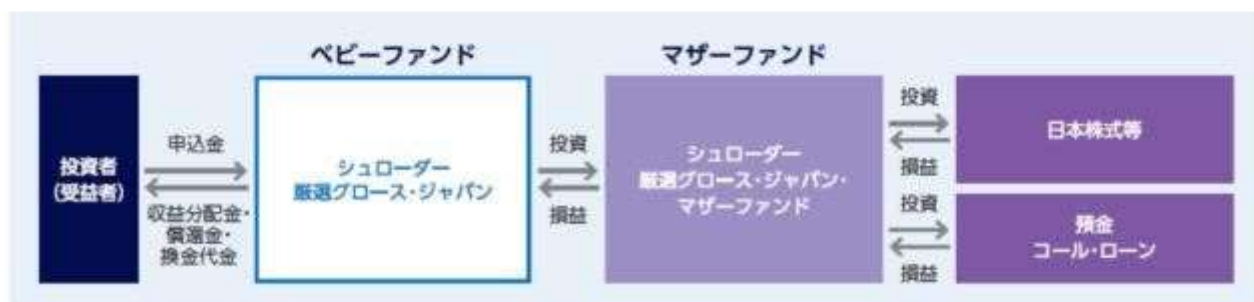 ベビーファンド
マザーファンド
投資者
(受益者)
申込金
収益分配金・
償還金・
換金代金
シュローダー
厳選グロース・ジャパン
投資
損益
シュローダー
厳選グロース・ジャパン・
マザーファンド
投資
損益
日本株式等
投資
損益
預金
コール・ローン